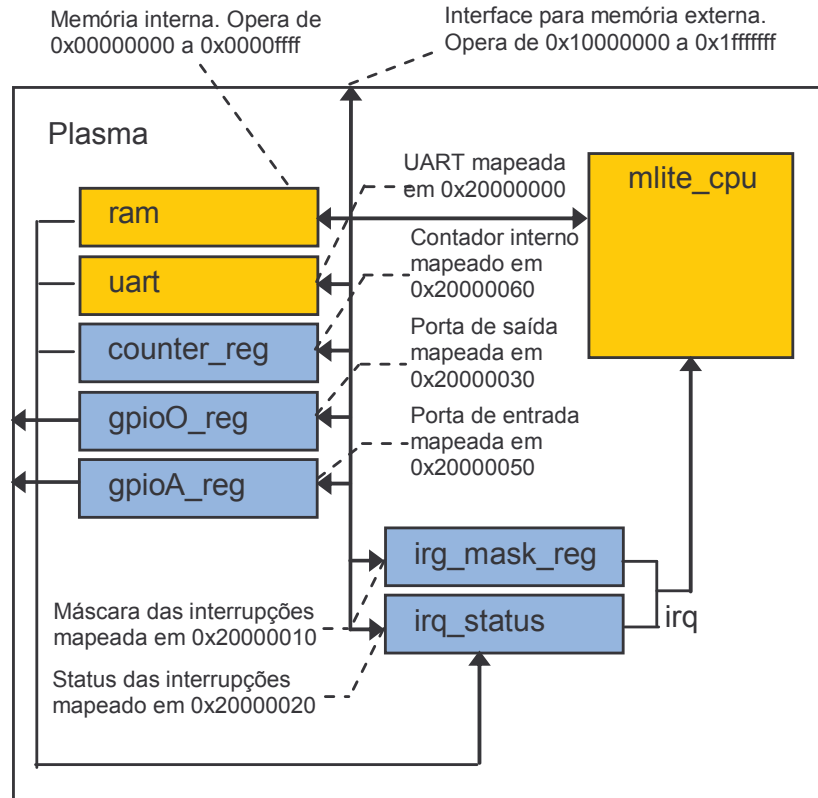 Memória interna. Opera de
0x00000000 a 0x0000ffff
Interface para memória externa.
Opera de 0x10000000 a 0x1fffffff
Plasma
UART mapeada
em 0x20000000
mlite_cpu
ram
Contador interno
mapeado em
0x20000060
uart
counter_reg
Porta de saída
mapeada em
0x20000030
gpioO_reg
Porta de entrada
mapeada em
0x20000050
gpioA_reg
irg_mask_reg
Máscara das interrupções
mapeada em 0x20000010
irq_status
irq
Status das interrupções
mapeado em 0x20000020